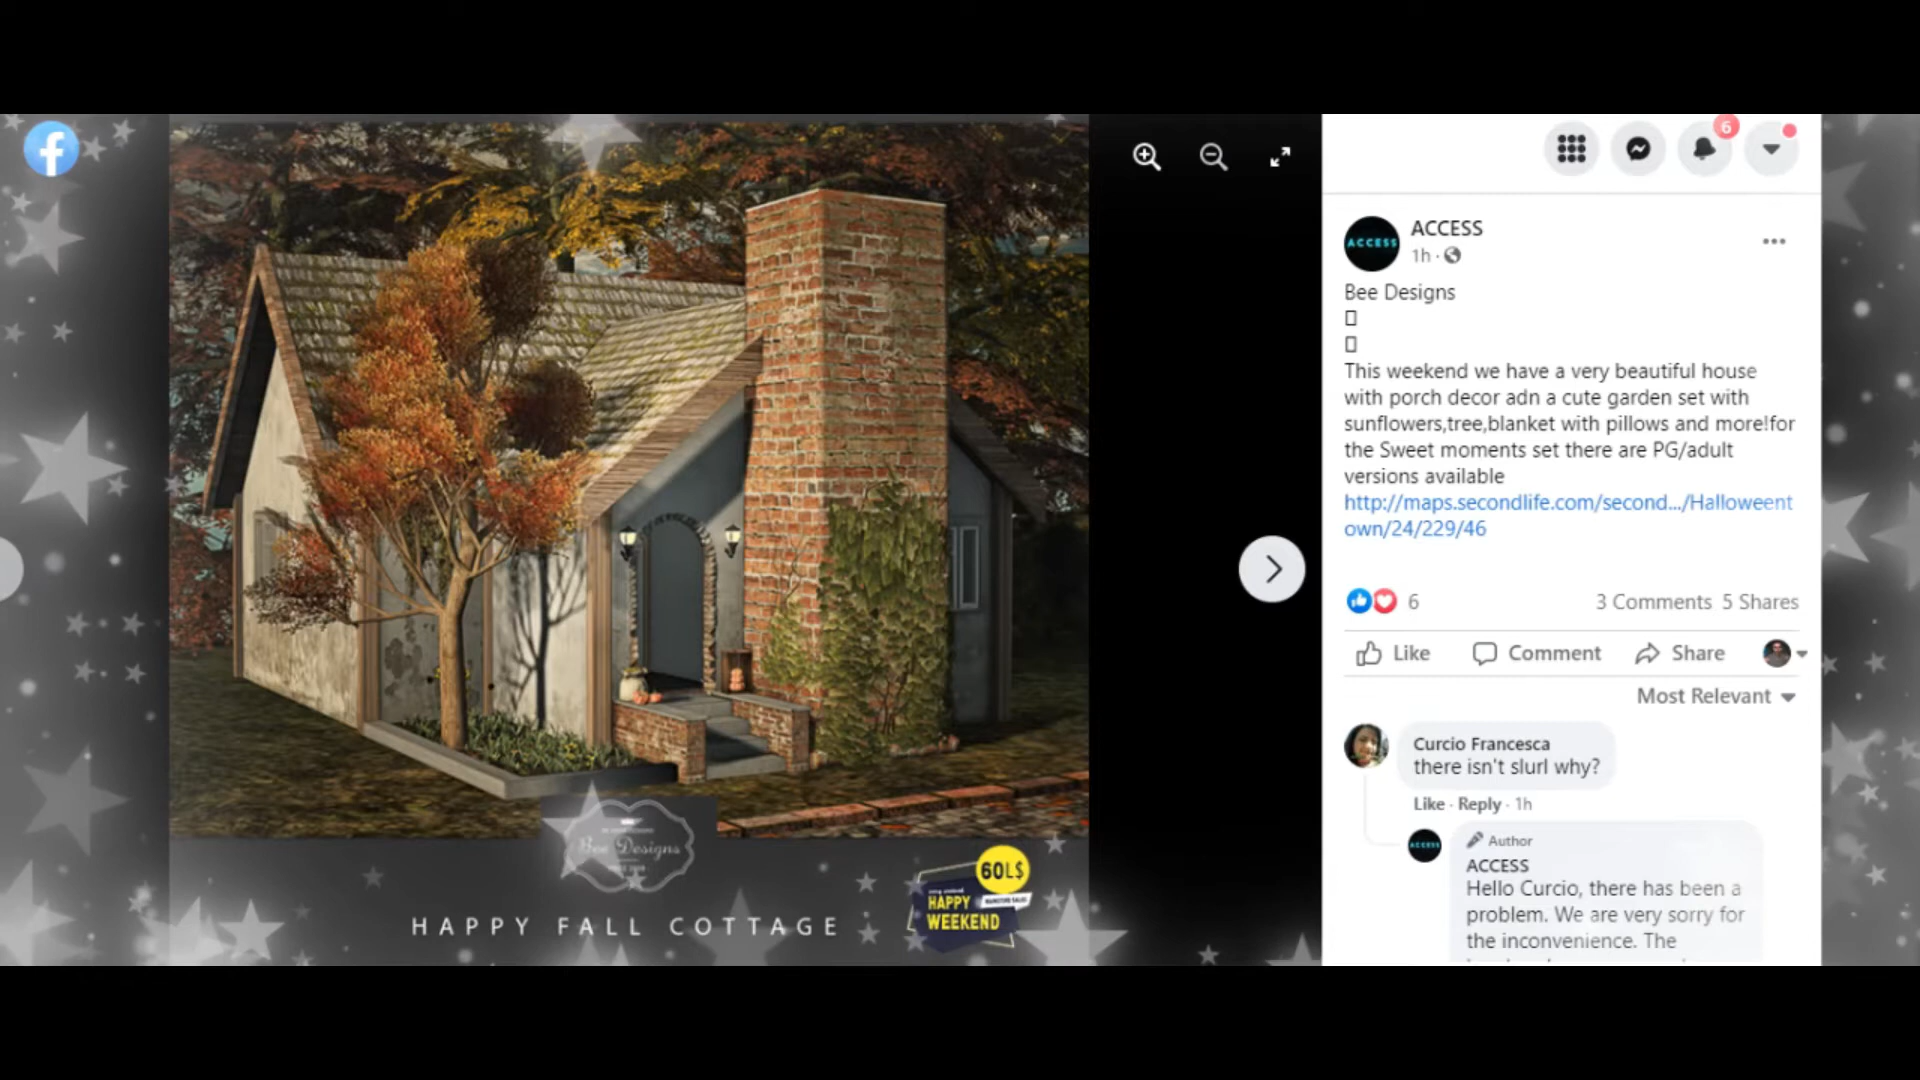 6
ACCESS
ACCESS
1h ·
Bee Designs
This weekend we have a very beautiful house
with porch decor adn a cute garden set with
sunflowers,tree,blanket with pillows and more!for
the Sweet moments set there are PG/adult
versions available
http://maps.secondlife.com/second.../Halloweent
own/24/229/46
6
3 Comments 5 Shares
Like Comment Share
Most Relevant
Curcio Francesca
there isn't slurl why?
Like · Reply · 1h
ACCESS
Author
ACCESS
Hello Curcio, there has been a
problem. We are very sorry for
the inconvenience. The
Bee Designs
HAPPY FALL COTTAGE
60L$
HAPPY
WEEKEND